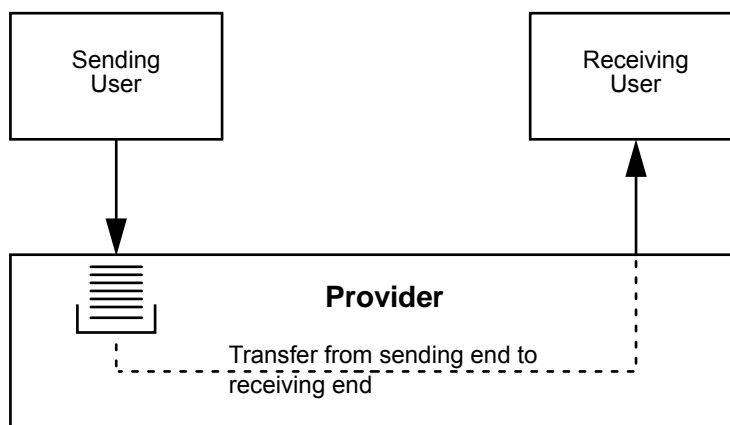 Sending
User
Receiving
User
Provider
Transfer from sending end to
receiving end